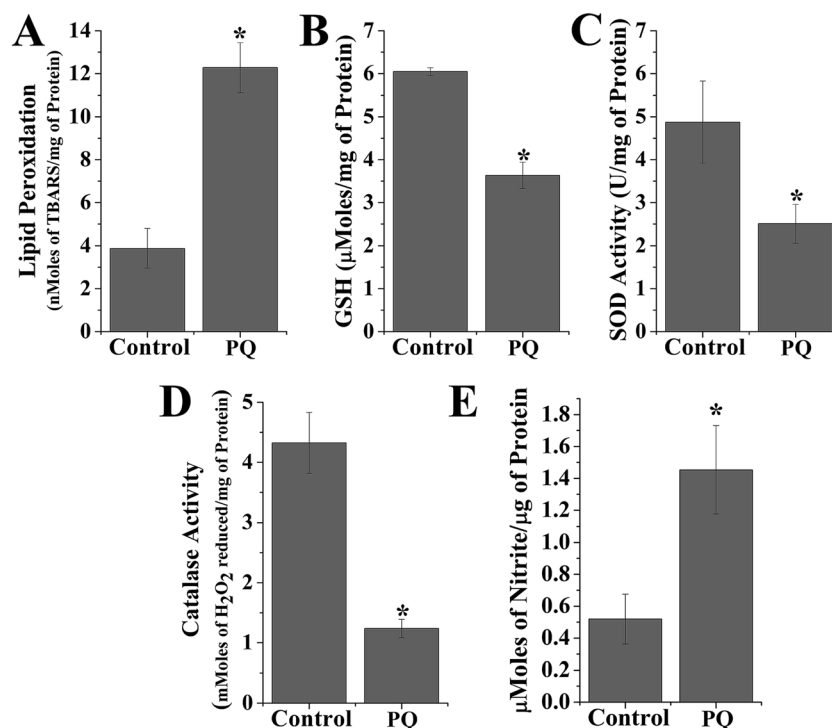 A
Lipid Peroxidation
(nMoles of TBARS/mg of Protein)
14
12
10
8
6
4
2
0
*
Control
PQ
B
GSH (μMoles/mg of Protein)
7
6
5
4
3
2
1
0
*
Control
PQ
C
SOD Activity (U/mg of Protein)
7
6
5
4
3
2
1
0
*
Control
PQ
D
Catalase Activity
(mMoles of H₂O₂ reduced/mg of Protein)
5
4
3
2
1
0
*
Control
PQ
E
μMoles of Nitrite/μg of Protein
1.8
1.6
1.4
1.2
1.0
0.8
0.6
0.4
0.2
0.0
*
Control
PQ